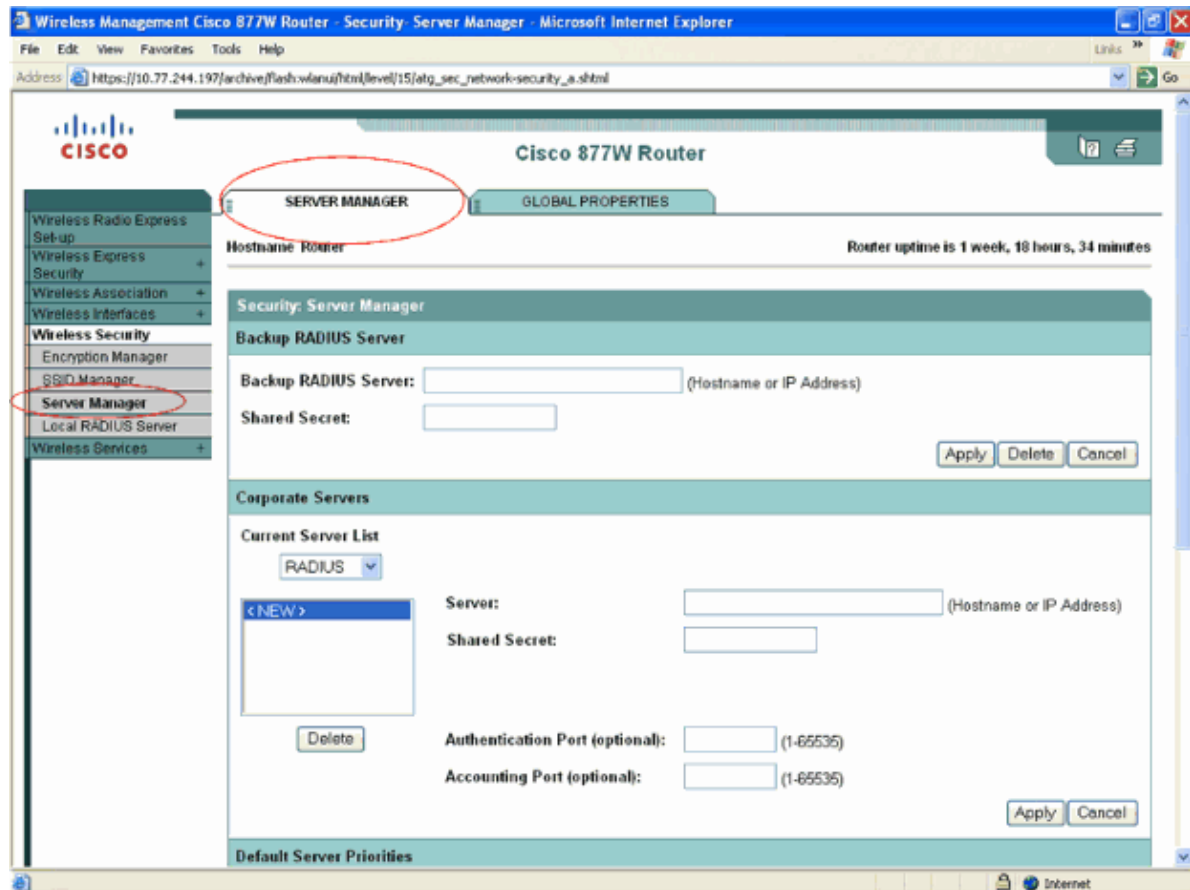 Wireless Management Cisco 877W Router - Security- Server Manager - Microsoft Internet Explorer
File Edit View Favorites Tools Help
Links »
Address https://10.77.244.197/archive/flash:wlanui/html/level/15/atg_sec_network-security_a.shtml
Go
CISCO
Cisco 877W Router
SERVER MANAGER
GLOBAL PROPERTIES
Wireless Radio Express
Set-up
Wireless Express
Security +
Wireless Association +
Wireless Interfaces +
Wireless Security
Encryption Manager
SSID Manager
Server Manager
Local RADIUS Server
Wireless Services +
Hostname Router
Router uptime is 1 week, 18 hours, 34 minutes
Security: Server Manager
Backup RADIUS Server
Backup RADIUS Server: (Hostname or IP Address)
Shared Secret:
Apply Delete Cancel
Corporate Servers
Current Server List
RADIUS
< NEW >
Delete
Server: (Hostname or IP Address)
Shared Secret:
Authentication Port (optional): (1-65535)
Accounting Port (optional): (1-65535)
Apply Cancel
Default Server Priorities
Internet